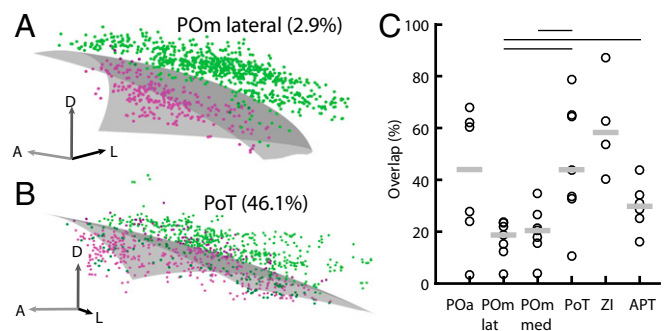 A
POm lateral (2.9%)
D
A
L
B
PoT (46.1%)
D
A
L
C
Overlap (%)
100
80
60
40
20
0
POa
POm lat
POm med
PoT
ZI
APT